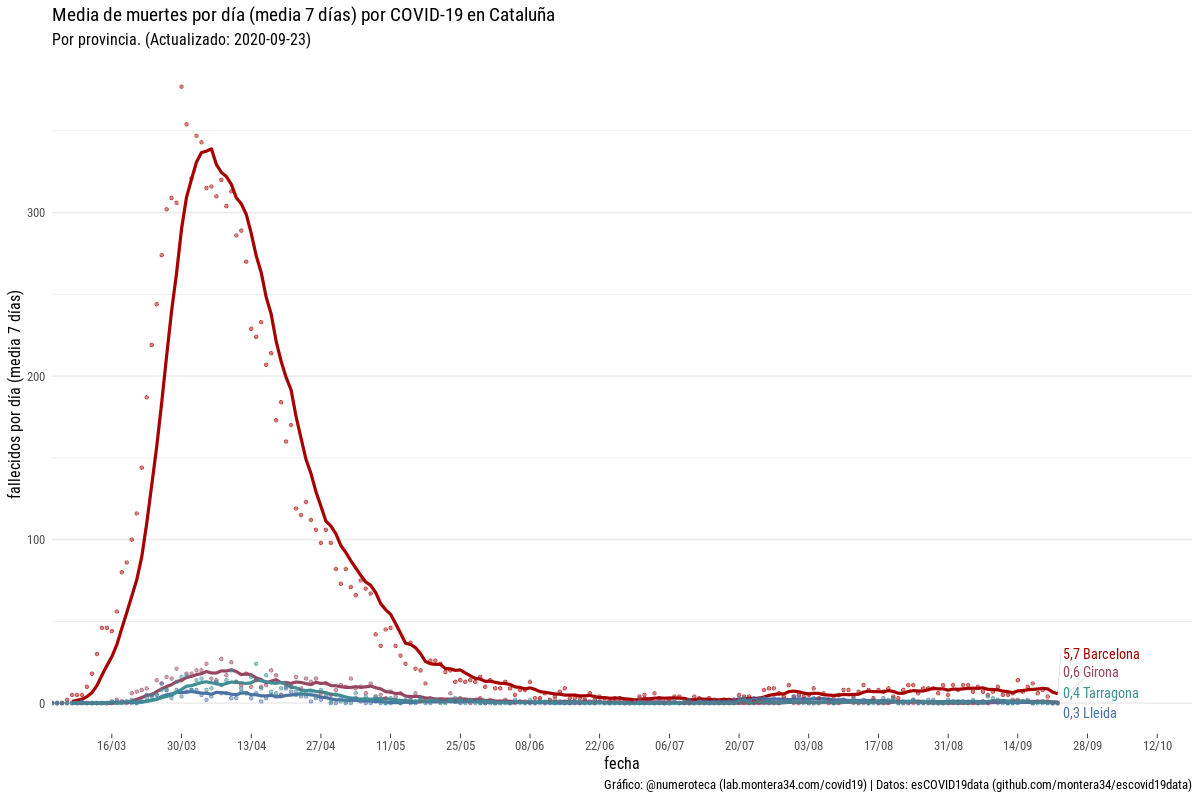 Media de muertes por día (media 7 días) por COVID-19 en Cataluña
Por provincia. (Actualizado: 2020-09-23)
fallecidos por día (media 7 días)
300
200
100
0
5,7 Barcelona
0,6 Girona
0,4 Tarragona
0,3 Lleida
16/03 30/03 13/04 27/04 11/05 25/05 08/06 22/06 06/07 20/07 03/08 17/08 31/08 14/09 28/09 12/10
fecha
Gráfico: @numeroteca (lab.montera34.com/covid19) | Datos: esCOVID19data (github.com/montera34/escovid19data)